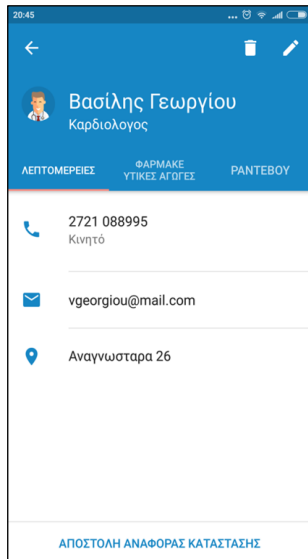 20:45
Βασίλης Γεωργίου
Καρδιολογος
ΛΕΠΤΟΜΕΡΕΙΕΣ
ΦΑΡΜΑΚΕ
ΥΤΙΚΕΣ ΑΓΩΓΕΣ
ΡΑΝΤΕΒΟΥ
2721 088995
Κινητό
vgeorgiou@mail.com
Αναγνωσταρα 26
ΑΠΟΣΤΟΛΗ ΑΝΑΦΟΡΑΣ ΚΑΤΑΣΤΑΣΗΣ